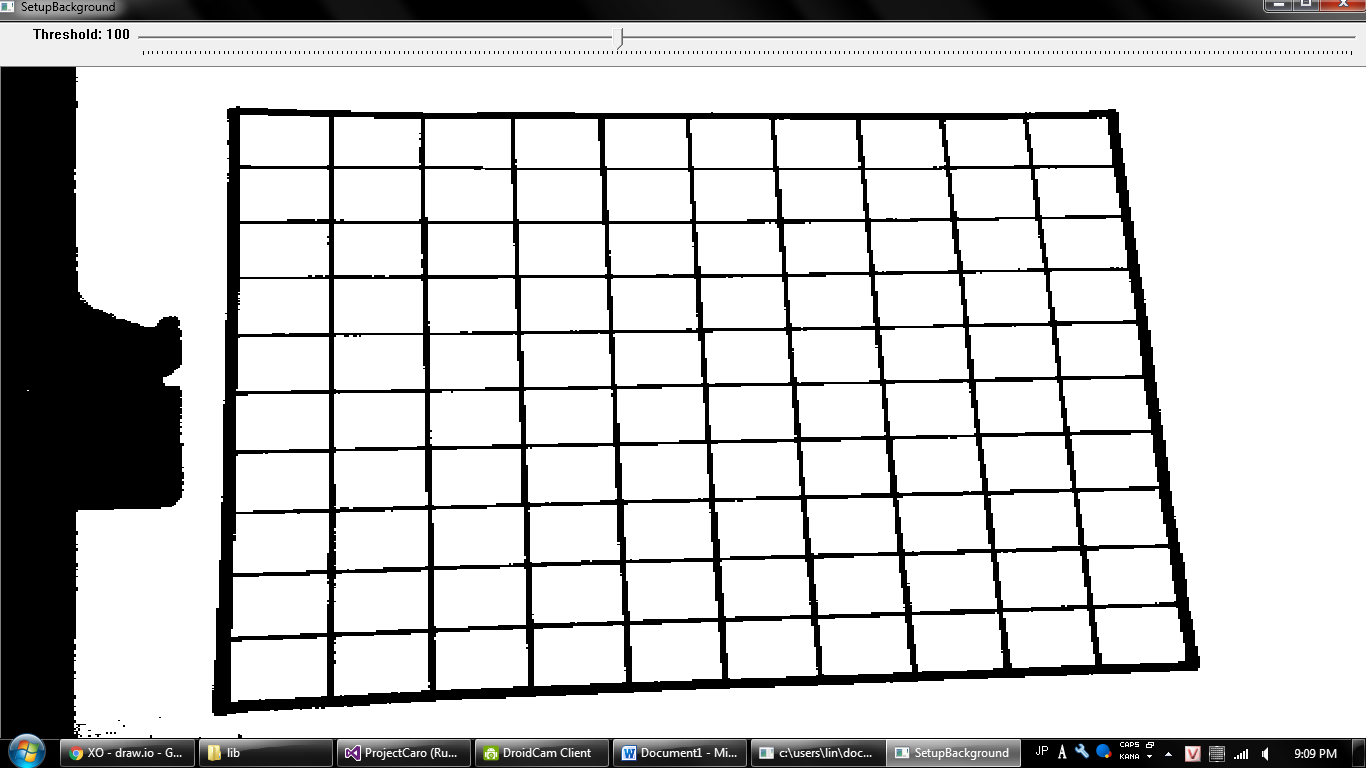 SetupBackground
Threshold: 100
XO - draw.io - G...
lib
ProjectCaro (Ru...
DroidCam Client
Document1 - Mi...
c:\users\lin\doc...
SetupBackground
JP
A
CAPS
KANA
V
9:09 PM